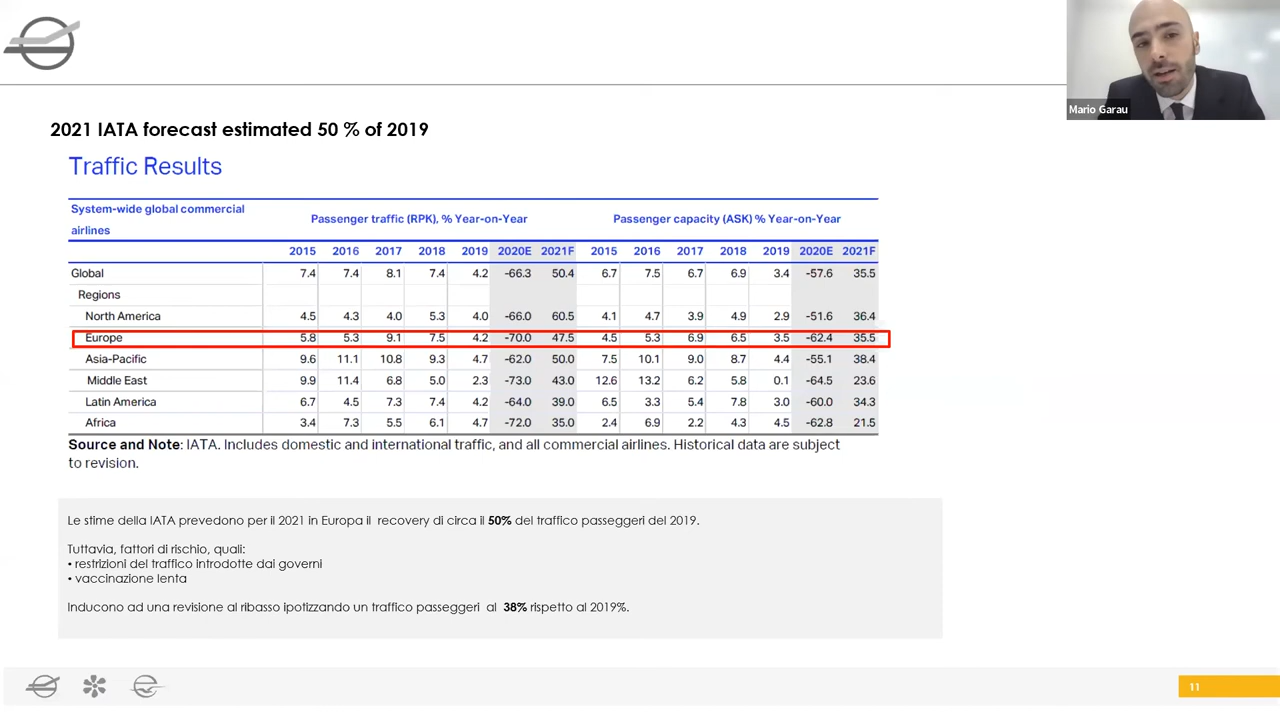 Mario Garau
2021 IATA forecast estimated 50 % of 2019
Traffic Results
System-wide global commercial
airlines
Passenger traffic (RPK), % Year-on-Year
Passenger capacity (ASK) % Year-on-Year
2015 2016 2017 2018 2019 2020E 2021F 2015 2016 2017 2018 2019 2020E 2021F
Global 7.4 7.4 8.1 7.4 4.2 -66.3 50.4 6.7 7.5 6.7 6.9 3.4 -57.6 35.5
Regions
North America 4.5 4.3 4.0 5.3 4.0 -66.0 60.5 4.1 4.7 3.9 4.9 2.9 -51.6 36.4
Europe 5.8 5.3 9.1 7.5 4.2 -70.0 47.5 4.5 5.3 6.9 6.5 3.5 -62.4 35.5
Asia-Pacific 9.6 11.1 10.8 9.3 4.7 -62.0 50.0 7.5 10.1 9.0 8.7 4.4 -55.1 38.4
Middle East 9.9 11.4 6.8 5.0 2.3 -73.0 43.0 12.6 13.2 6.2 5.8 0.1 -64.5 23.6
Latin America 6.7 4.5 7.3 7.4 4.2 -64.0 39.0 6.5 3.3 5.4 7.8 3.0 -60.0 34.3
Africa 3.4 7.3 5.5 6.1 4.7 -72.0 35.0 2.4 6.9 2.2 4.3 4.5 -62.8 21.5
Source and Note: IATA. Includes domestic and international traffic, and all commercial airlines. Historical data are subject
to revision.
Le stime della IATA prevedono per il 2021 in Europa il recovery di circa il 50% del traffico passeggeri del 2019.
Tuttavia, fattori di rischio, quali:
• restrizioni del traffico introdotte dai governi
• vaccinazione lenta
Inducono ad una revisione al ribasso ipotizzando un traffico passeggeri al 38% rispetto al 2019%.
11